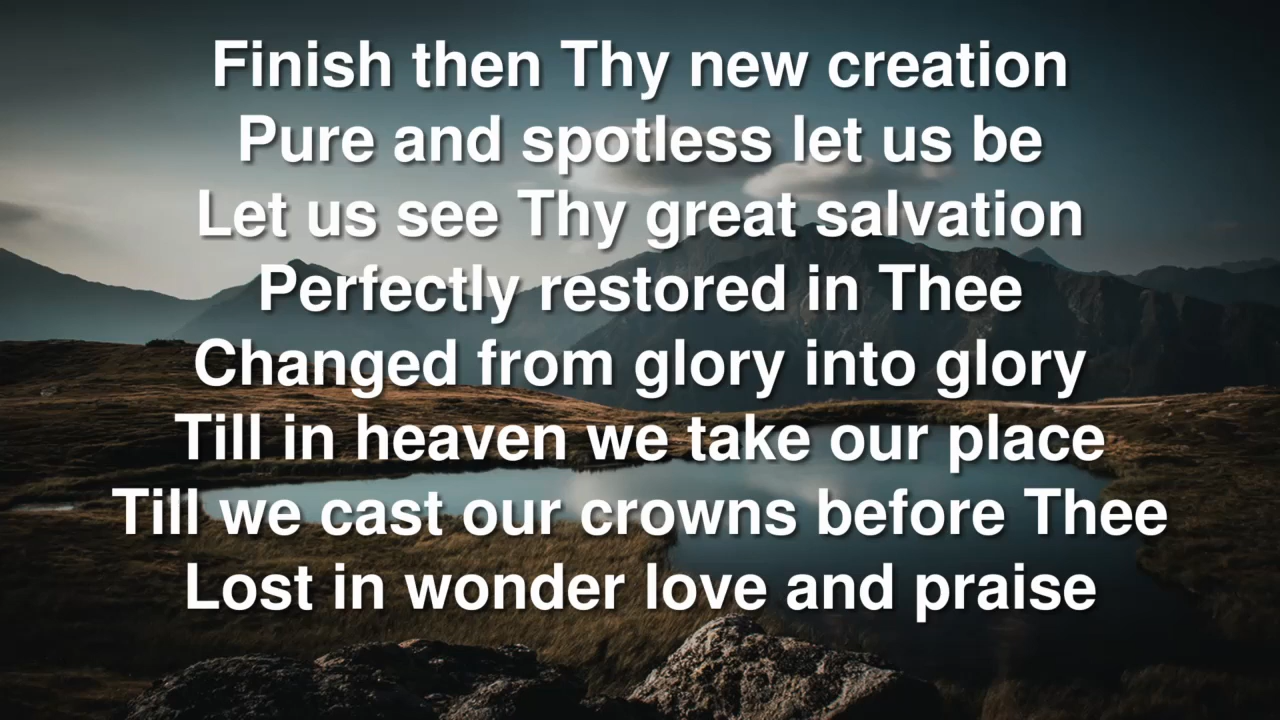 Finish then Thy new creation
Pure and spotless let us be
Let us see Thy great salvation
Perfectly restored in Thee
Changed from glory into glory
Till in heaven we take our place
Till we cast our crowns before Thee
Lost in wonder love and praise